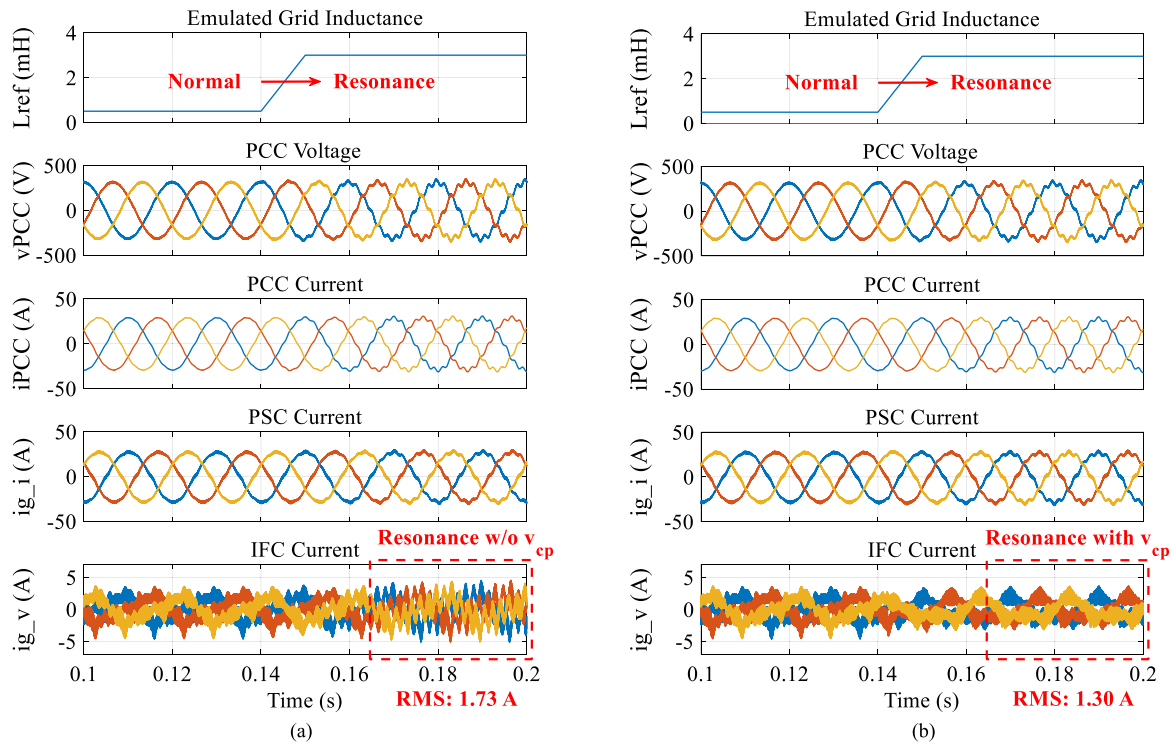 Emulated Grid Inductance
Lref (mH)
4
2
0
Normal
Resonance
PCC Voltage
vPCC (V)
500
0
-500
PCC Current
iPCC (A)
50
0
-50
PSC Current
ig_i (A)
50
0
-50
Resonance w/o vcp
IFC Current
ig_v (A)
5
0
-5
0.1 0.12 0.14 0.16 0.18 0.2
Time (s)
RMS: 1.73 A
(a)
Emulated Grid Inductance
Lref (mH)
4
2
0
Normal
Resonance
PCC Voltage
vPCC (V)
500
0
-500
PCC Current
iPCC (A)
50
0
-50
PSC Current
ig_i (A)
50
0
-50
Resonance with vcp
IFC Current
ig_v (A)
5
0
-5
0.1 0.12 0.14 0.16 0.18 0.2
Time (s)
RMS: 1.30 A
(b)